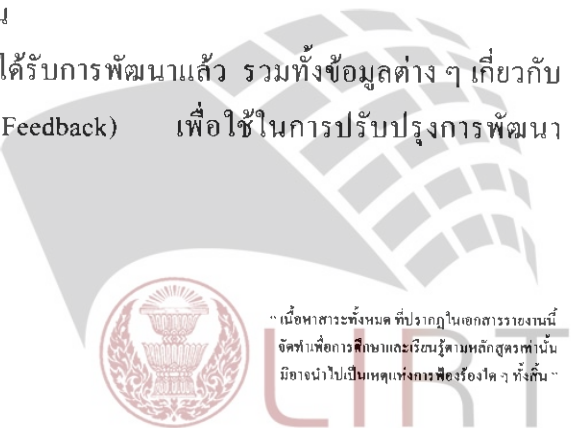 น
ได้รับการพัฒนาแล้ว รวมทั้งข้อมูลต่าง ๆ เกี่ยวกับ
Feedback) เพื่อใช้ในการปรับปรุงการพัฒนา
“ เนื้อหาสาระทั้งหมด ที่ปรากฏในเอกสารรายงานนี้
จัดทำเพื่อการศึกษาและเรียนรู้ตามหลักสูตรเท่านั้น
มิอาจนำไปเป็นเหตุแห่งการฟ้องร้องใด ๆ ทั้งสิ้น ”
LIRT